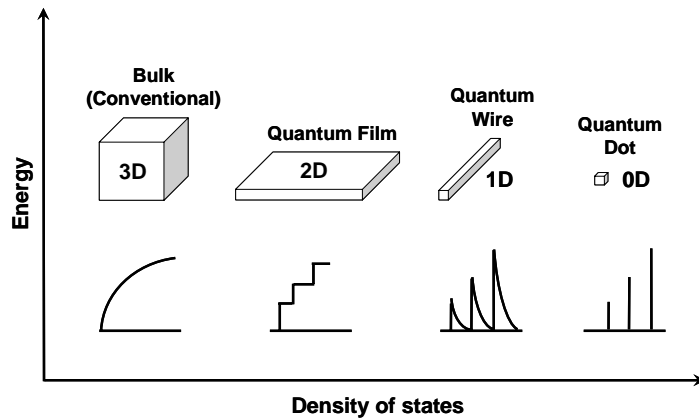 Bulk
(Conventional)
3D
Quantum Film
2D
Quantum
Wire
1D
Quantum
Dot
0D
Energy
Density of states